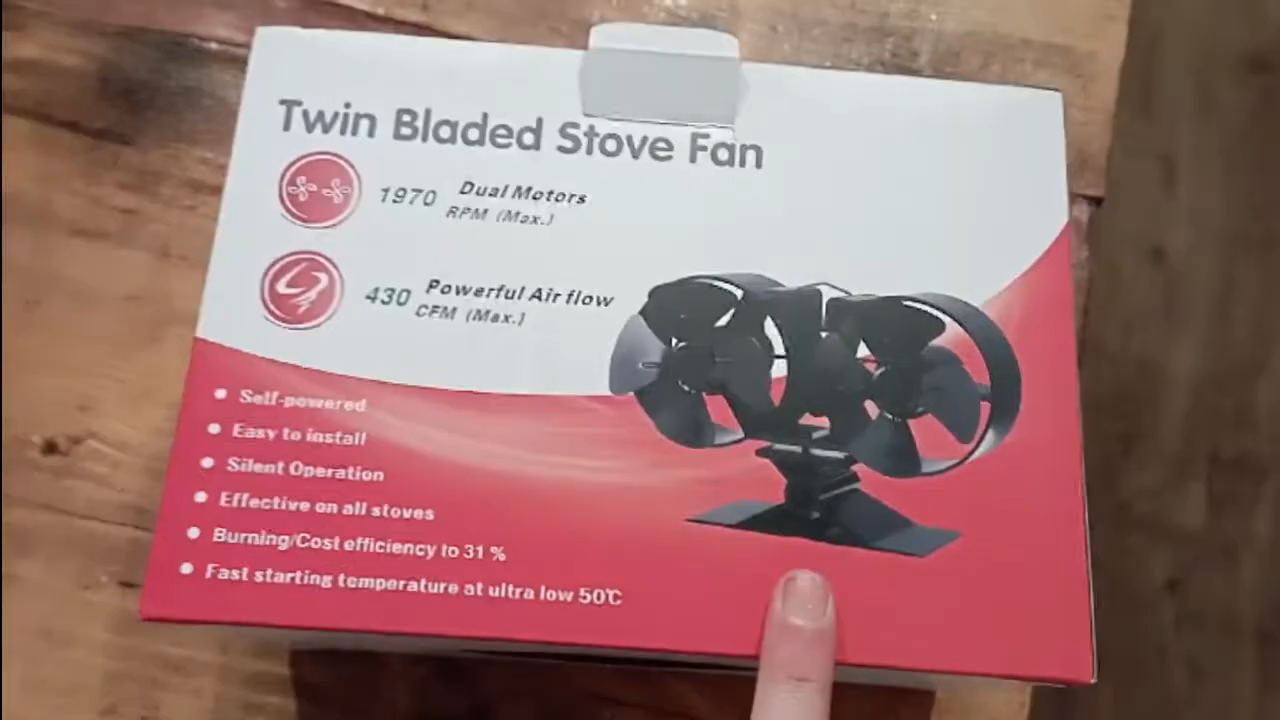 Twin Bladed Stove Fan
1970 Dual Motors
RPM (Max.)
430 Powerful Air flow
CFM (Max.)
Self-powered
Easy to install
Silent Operation
Effective on all stoves
Burning/Cost efficiency to 31 %
Fast starting temperature at ultra low 50℃